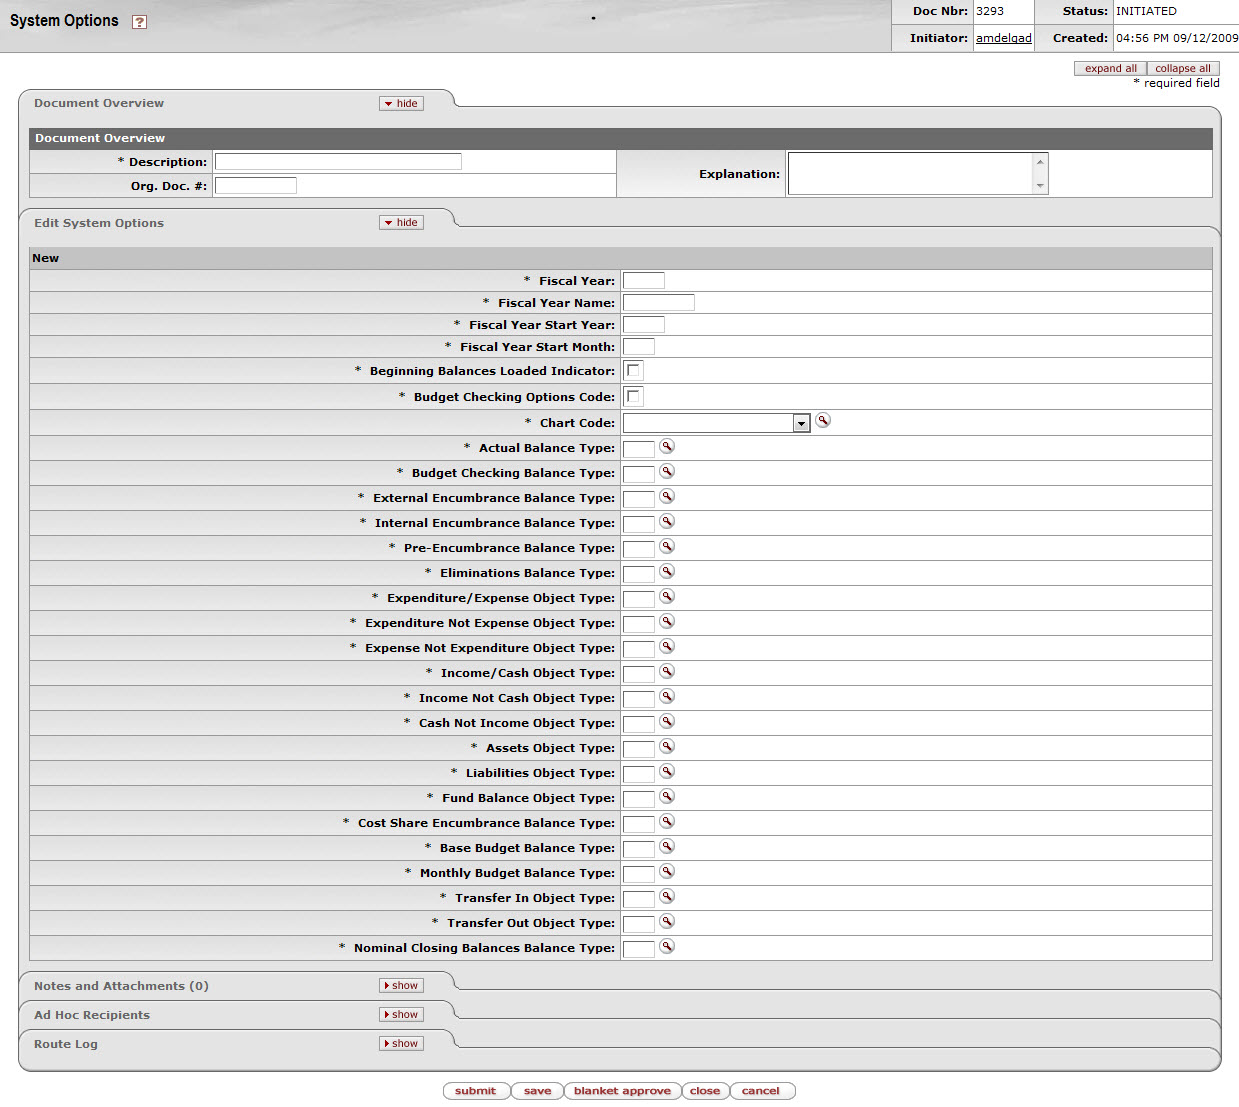 System Options ?
Doc Nbr: 3293 Status: INITIATED
Initiator: amdelgad Created: 04:56 PM 09/12/2009
expand all collapse all
* required field
Document Overview hide
Document Overview
* Description:
Org. Doc. #:
Explanation:
Edit System Options hide
New
* Fiscal Year:
* Fiscal Year Name:
* Fiscal Year Start Year:
* Fiscal Year Start Month:
* Beginning Balances Loaded Indicator:
* Budget Checking Options Code:
* Chart Code:
* Actual Balance Type:
* Budget Checking Balance Type:
* External Encumbrance Balance Type:
* Internal Encumbrance Balance Type:
* Pre-Encumbrance Balance Type:
* Eliminations Balance Type:
* Expenditure/Expense Object Type:
* Expenditure Not Expense Object Type:
* Expense Not Expenditure Object Type:
* Income/Cash Object Type:
* Income Not Cash Object Type:
* Cash Not Income Object Type:
* Assets Object Type:
* Liabilities Object Type:
* Fund Balance Object Type:
* Cost Share Encumbrance Balance Type:
* Base Budget Balance Type:
* Monthly Budget Balance Type:
* Transfer In Object Type:
* Transfer Out Object Type:
* Nominal Closing Balances Balance Type:
Notes and Attachments (0) show
Ad Hoc Recipients show
Route Log show
submit save blanket approve close cancel